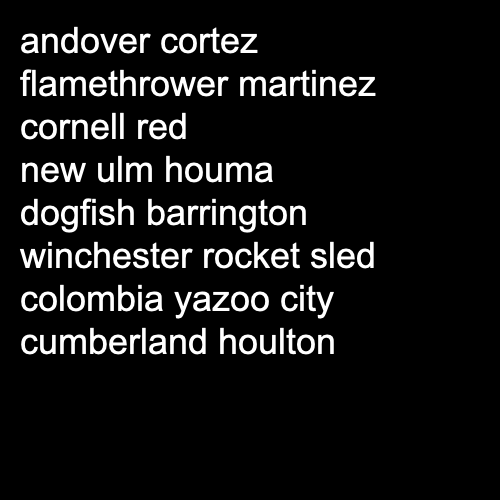 andover cortez
flamethrower martinez
cornell red
new ulm houma
dogfish barrington
winchester rocket sled
colombia yazoo city
cumberland houlton